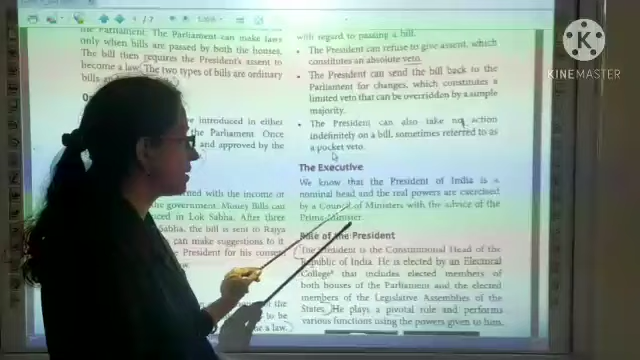 the Parliament. The Parliament can make laws
only when bills are passed by both the houses.
The bill then requires the President's assent to
become a law. The two types of bills are ordinary
bills an
introduced in either
the Parliament. Once
and approved by the
with the income or
the government. Money Bills can
in Lok Sabha. After three
Sabha, the bill is sent to Rajya
can make suggestions to it
President for his consent
of the
to be
a law.
with regard to passing a bill.
• The President can refuse to give assent, which
constitutes an absolute veto.
• The President can send the bill back to the
Parliament for changes, which constitutes a
limited veto that can be overridden by a simple
majority.
• The President can also take no action
indefinitely on a bill, sometimes referred to as
a pocket veto.
The Executive
We know that the President of India is a
nominal head and the real powers are exercised
by a Council of Ministers with the advice of the
Prime Minister.
Role of the President
The President is the Constitutional Head of the
Republic of India. He is elected by an Electoral
College that includes elected members of
both houses of the Parliament and the elected
members of the Legislative Assemblies of the
States. He plays a pivotal role and performs
various functions using the powers given to him.
KINEMASTER